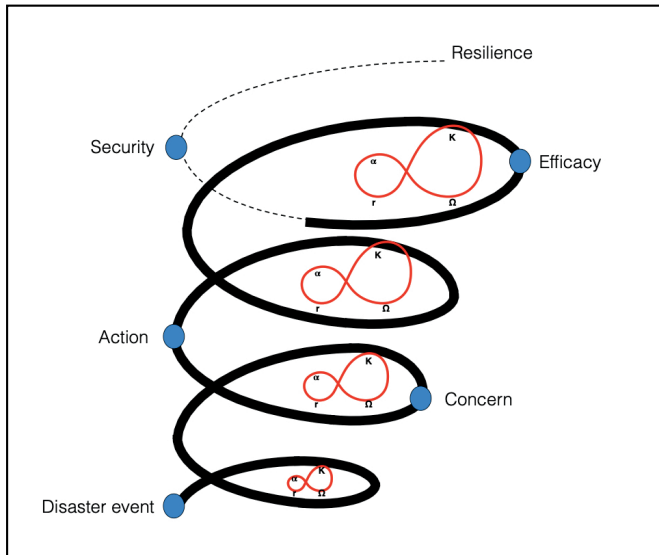 Resilience
Security
Efficacy
K
α
r
Ω
K
α
r
Ω
Action
Concern
K
α
r
Ω
K
α
r
Ω
Disaster event